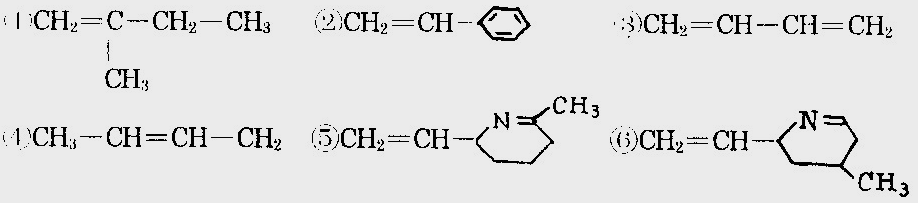 ①CH₂=C—CH₂—CH₃ ②CH₂=CH— ③CH₂=CH—CH=CH₂
CH₃
④CH₃—CH=CH—CH₂ ⑤CH₂=CH— N CH₃ ⑥CH₂=CH— N
CH₃